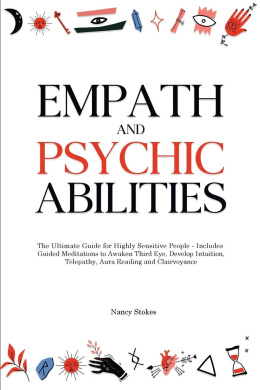 EMPATH
AND
PSYCHIC
ABILITIES
The Ultimate Guide for Highly Sensitive People - Includes
Guided Meditations to Awaken Third Eye, Develop Intuition,
Telepathy, Aura Reading and Clairvoyance
Nancy Stokes